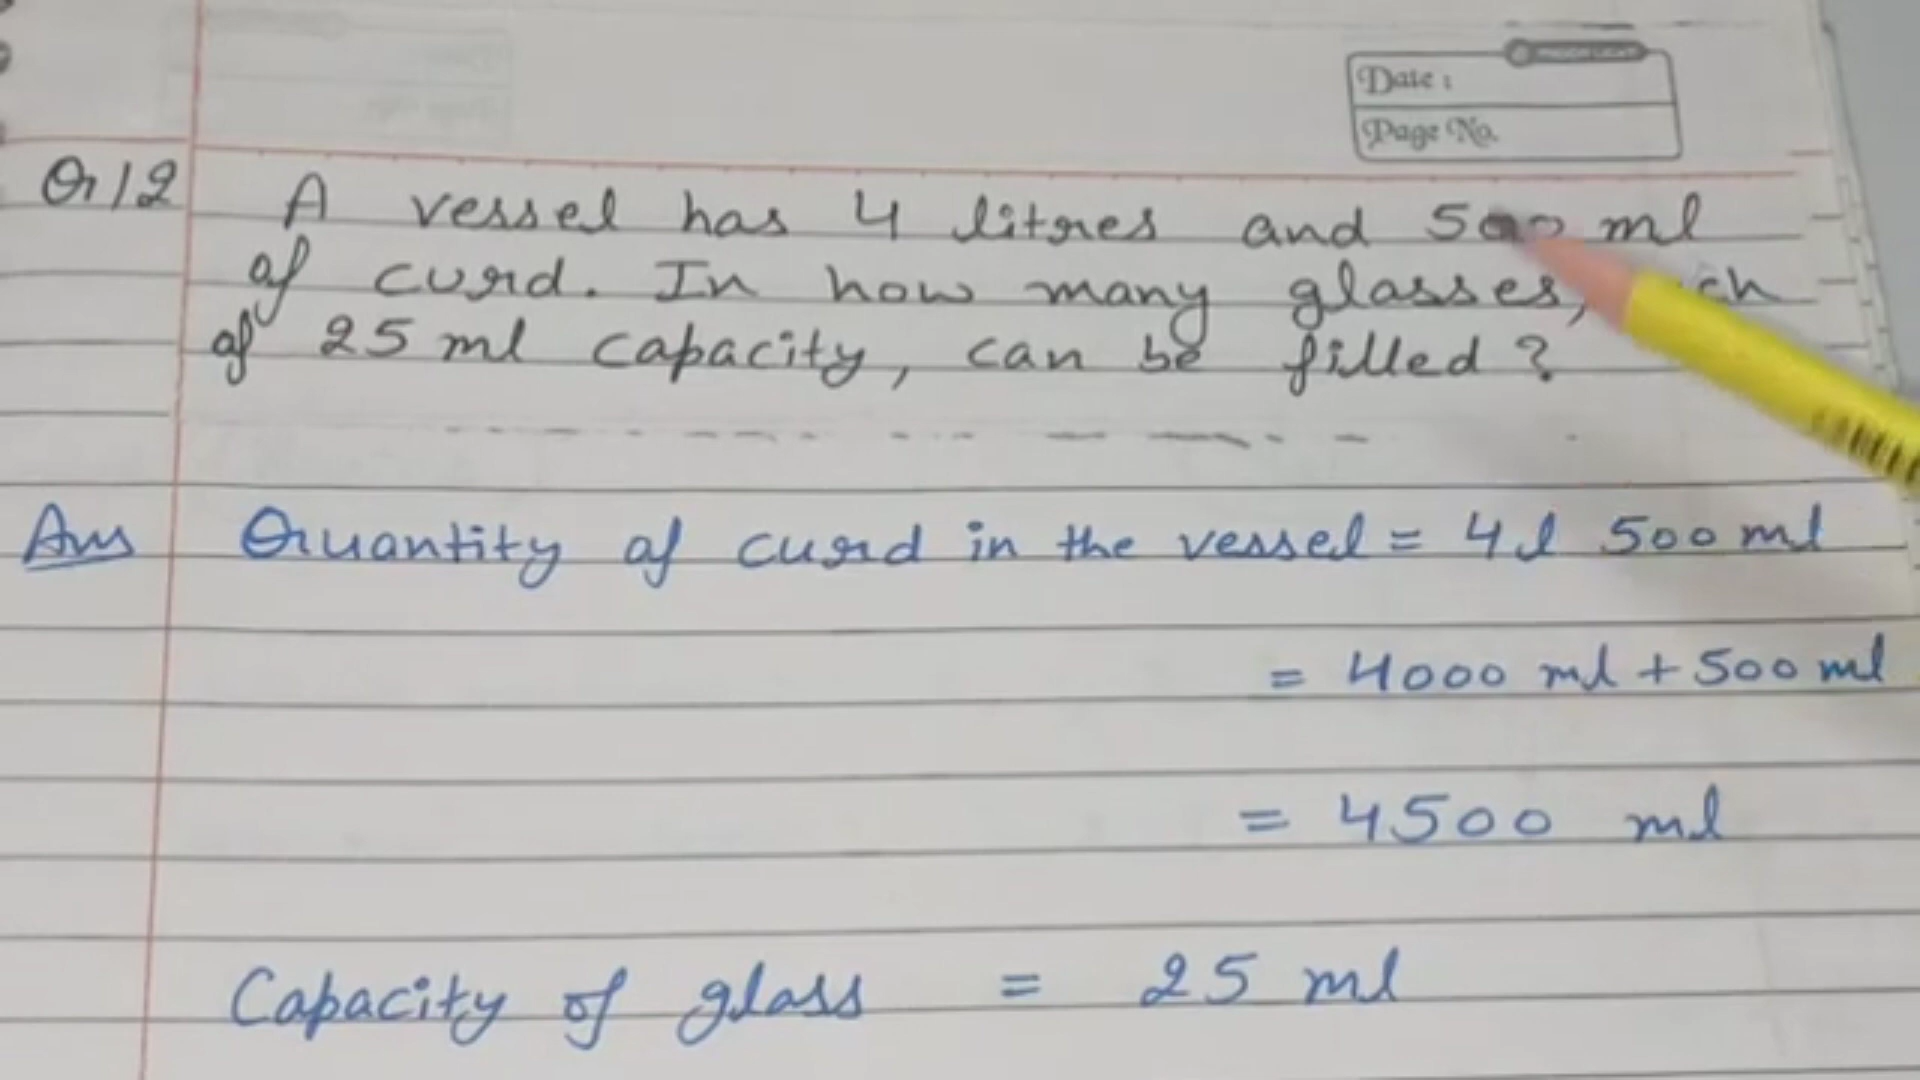 Date :
Page No.
Q12 A vessel has 4 litres and 500 ml
of curd. In how many glasses, ch
of 25 ml capacity, can be filled ?
Ans Quantity of curd in the vessel = 4 l 500 ml
= 4000 ml + 500 ml
= 4500 ml
Capacity of glass = 25 ml